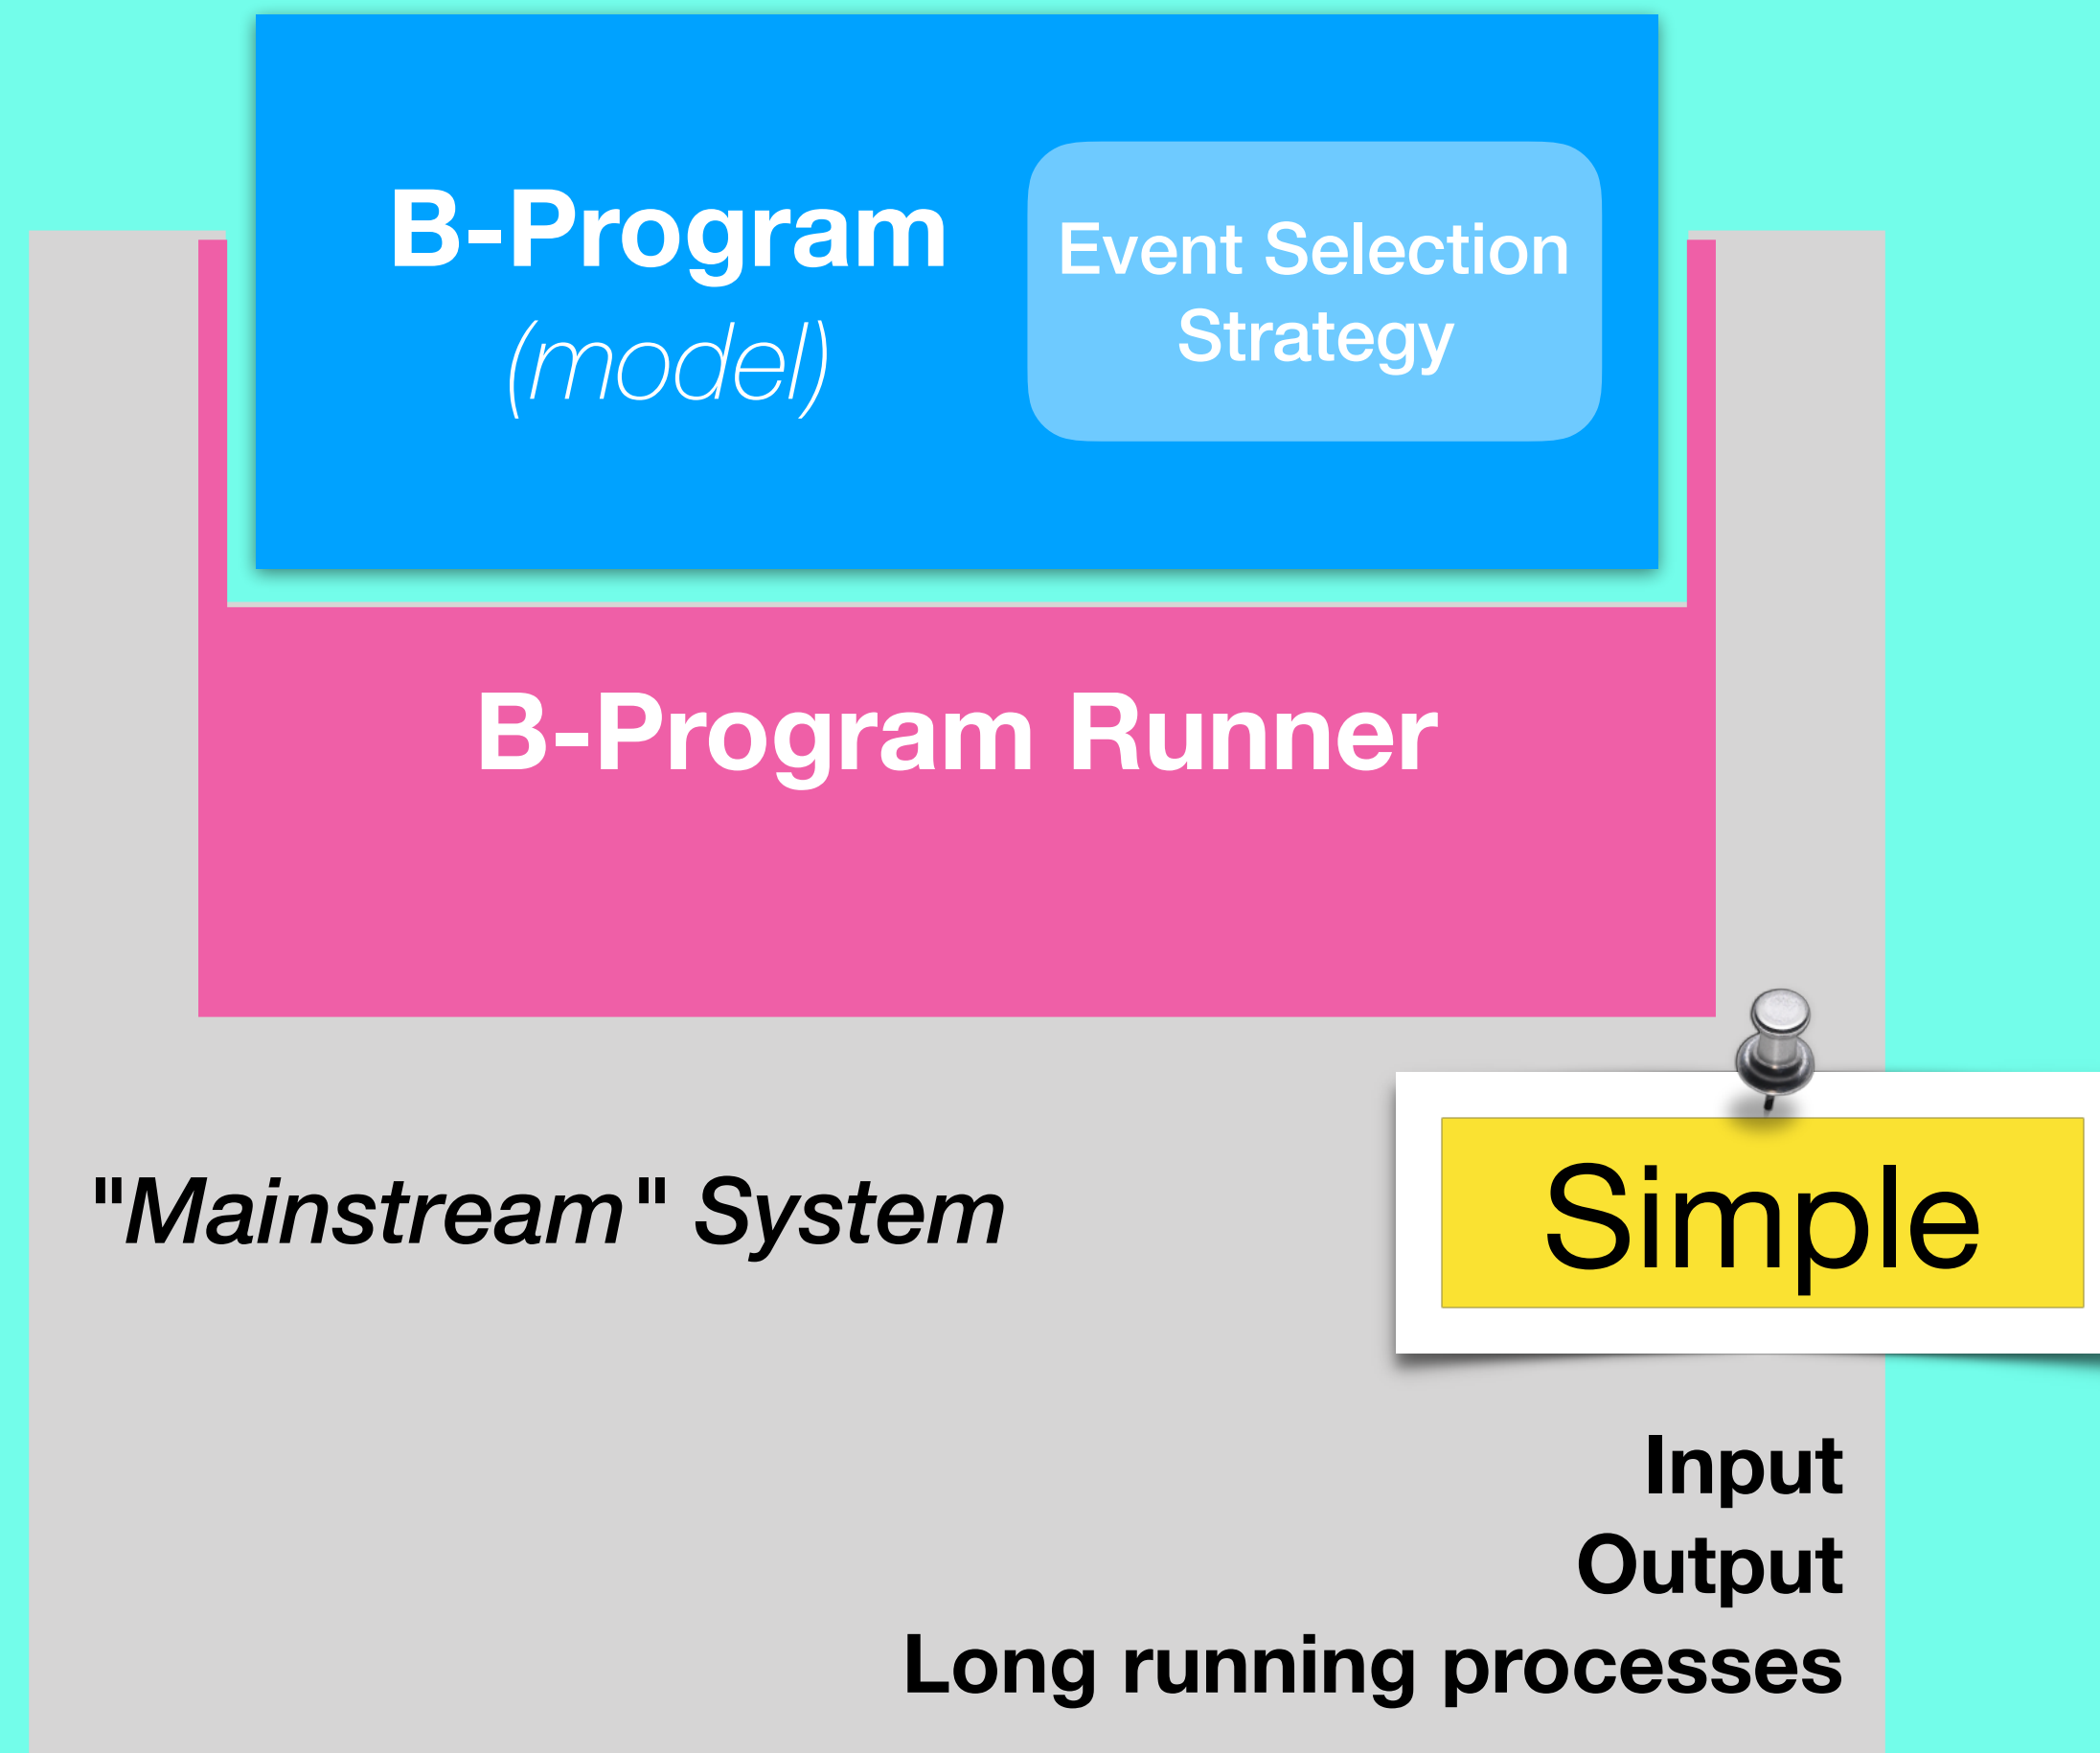 B-Program
(model)
Event Selection
Strategy
B-Program Runner
"Mainstream" System
Simple
Input
Output
Long running processes